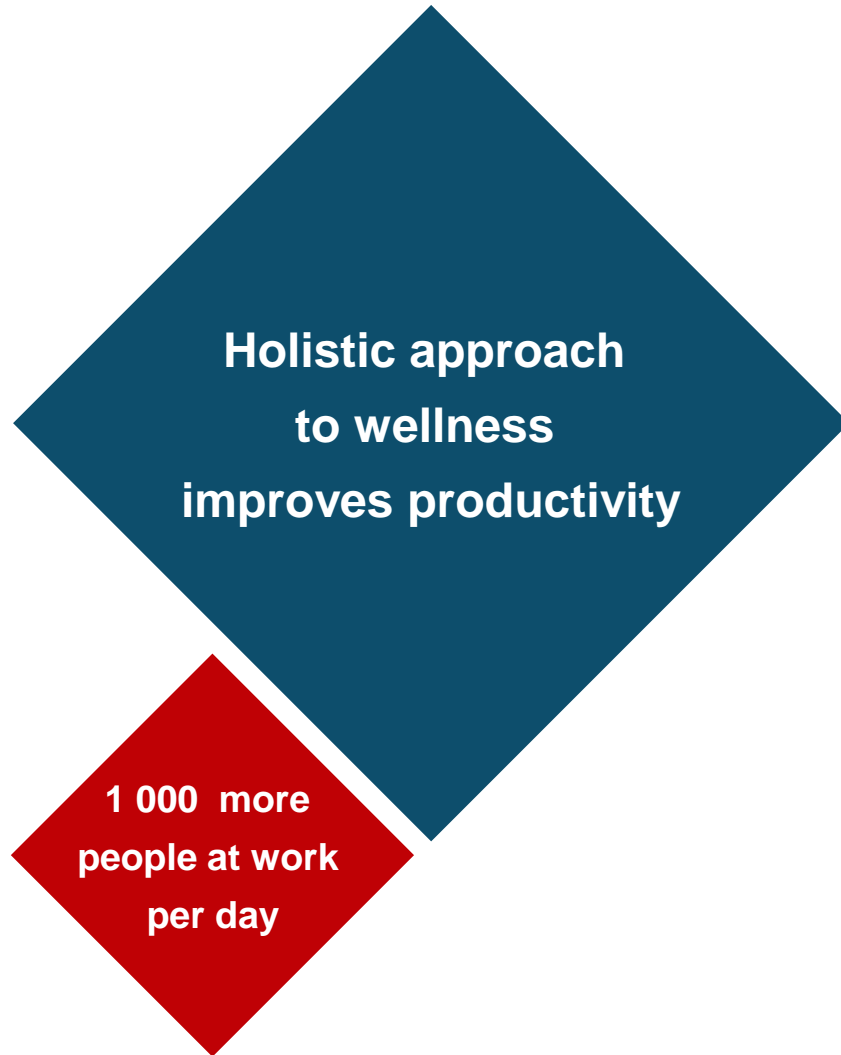 Holistic approach
to wellness
improves productivity
1 000  more
people at work
per day